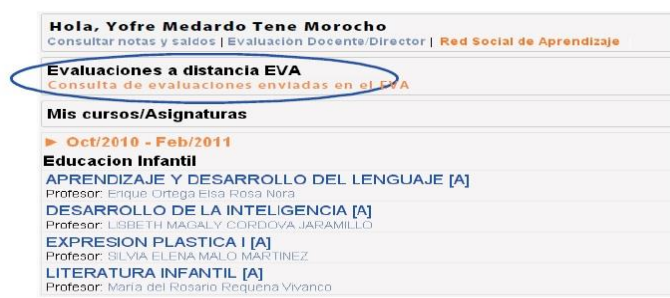 Hola, Yofre Medardo Tene Morocho
Consultar notas y saldos | Evaluación Docente/Director | Red Social de Aprendizaje
Evaluaciones a distancia EVA
Consulta de evaluaciones enviadas en el EVA
Mis cursos/Asignaturas
► Oct/2010 - Feb/2011
Educacion Infantil
APRENDIZAJE Y DESARROLLO DEL LENGUAJE [A]
Profesor: Enque Ortega Elsa Rosa Nora
DESARROLLO DE LA INTELIGENCIA [A]
Profesor: LISBETH MAGALY CORDOVA JARAMILLO
EXPRESION PLASTICA I [A]
Profesor: SILVIA ELENA MALO MARTINEZ
LITERATURA INFANTIL [A]
Profesor: María del Rosario Requena Vivanco